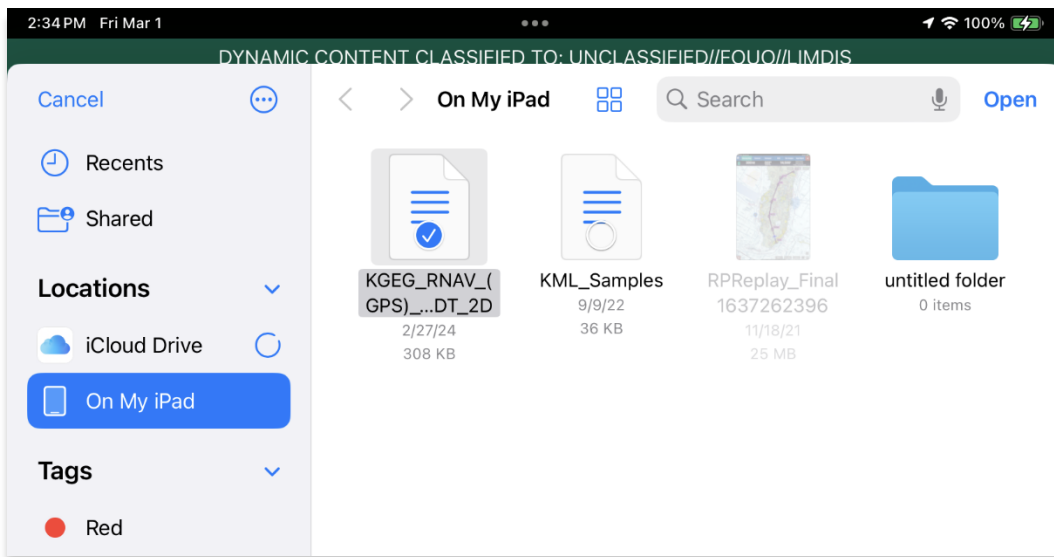 2:34 PM Fri Mar 1
100%
DYNAMIC CONTENT CLASSIFIED TO: UNCLASSIFIED//FOUO//LIMDIS
Cancel
On My iPad
Search
Open
Recents
Shared
Locations
iCloud Drive
On My iPad
Tags
Red
KGEG_RNAV_(
GPS)_...DT_2D
2/27/24
308 KB
KML_Samples
9/9/22
36 KB
RPReplay_Final
1637262396
11/18/21
25 MB
untitled folder
0 items